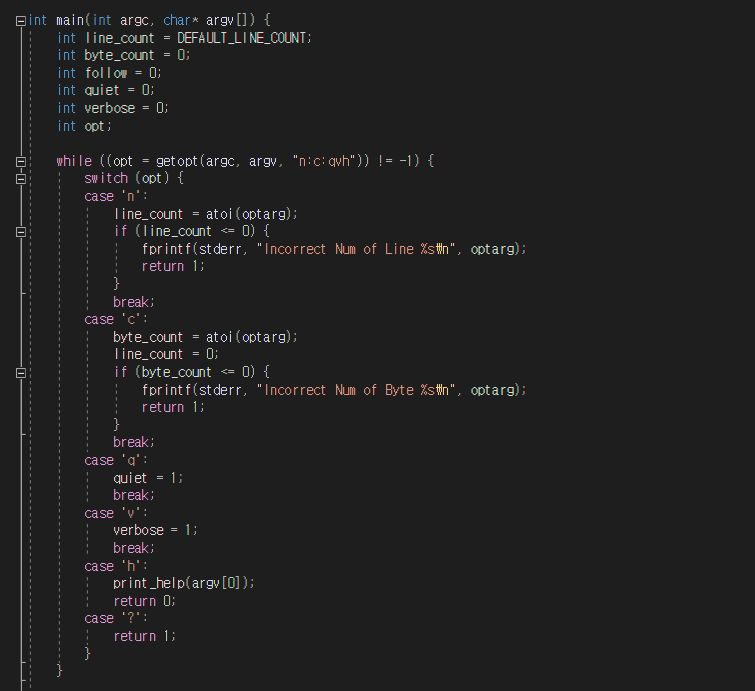 int main(int argc, char* argv[]) {
int line_count = DEFAULT_LINE_COUNT;
int byte_count = 0;
int follow = 0;
int quiet = 0;
int verbose = 0;
int opt;
while ((opt = getopt(argc, argv, "n:c:qvh")) != -1) {
switch (opt) {
case 'n':
line_count = atoi(optarg);
if (line_count <= 0) {
fprintf(stderr, "Incorrect Num of Line %s₩n", optarg);
return 1;
}
break;
case 'c':
byte_count = atoi(optarg);
line_count = 0;
if (byte_count <= 0) {
fprintf(stderr, "Incorrect Num of Byte %s₩n", optarg);
return 1;
}
break;
case 'q':
quiet = 1;
break;
case 'v':
verbose = 1;
break;
case 'h':
print_help(argv[0]);
return 0;
case '?':
return 1;
}
}